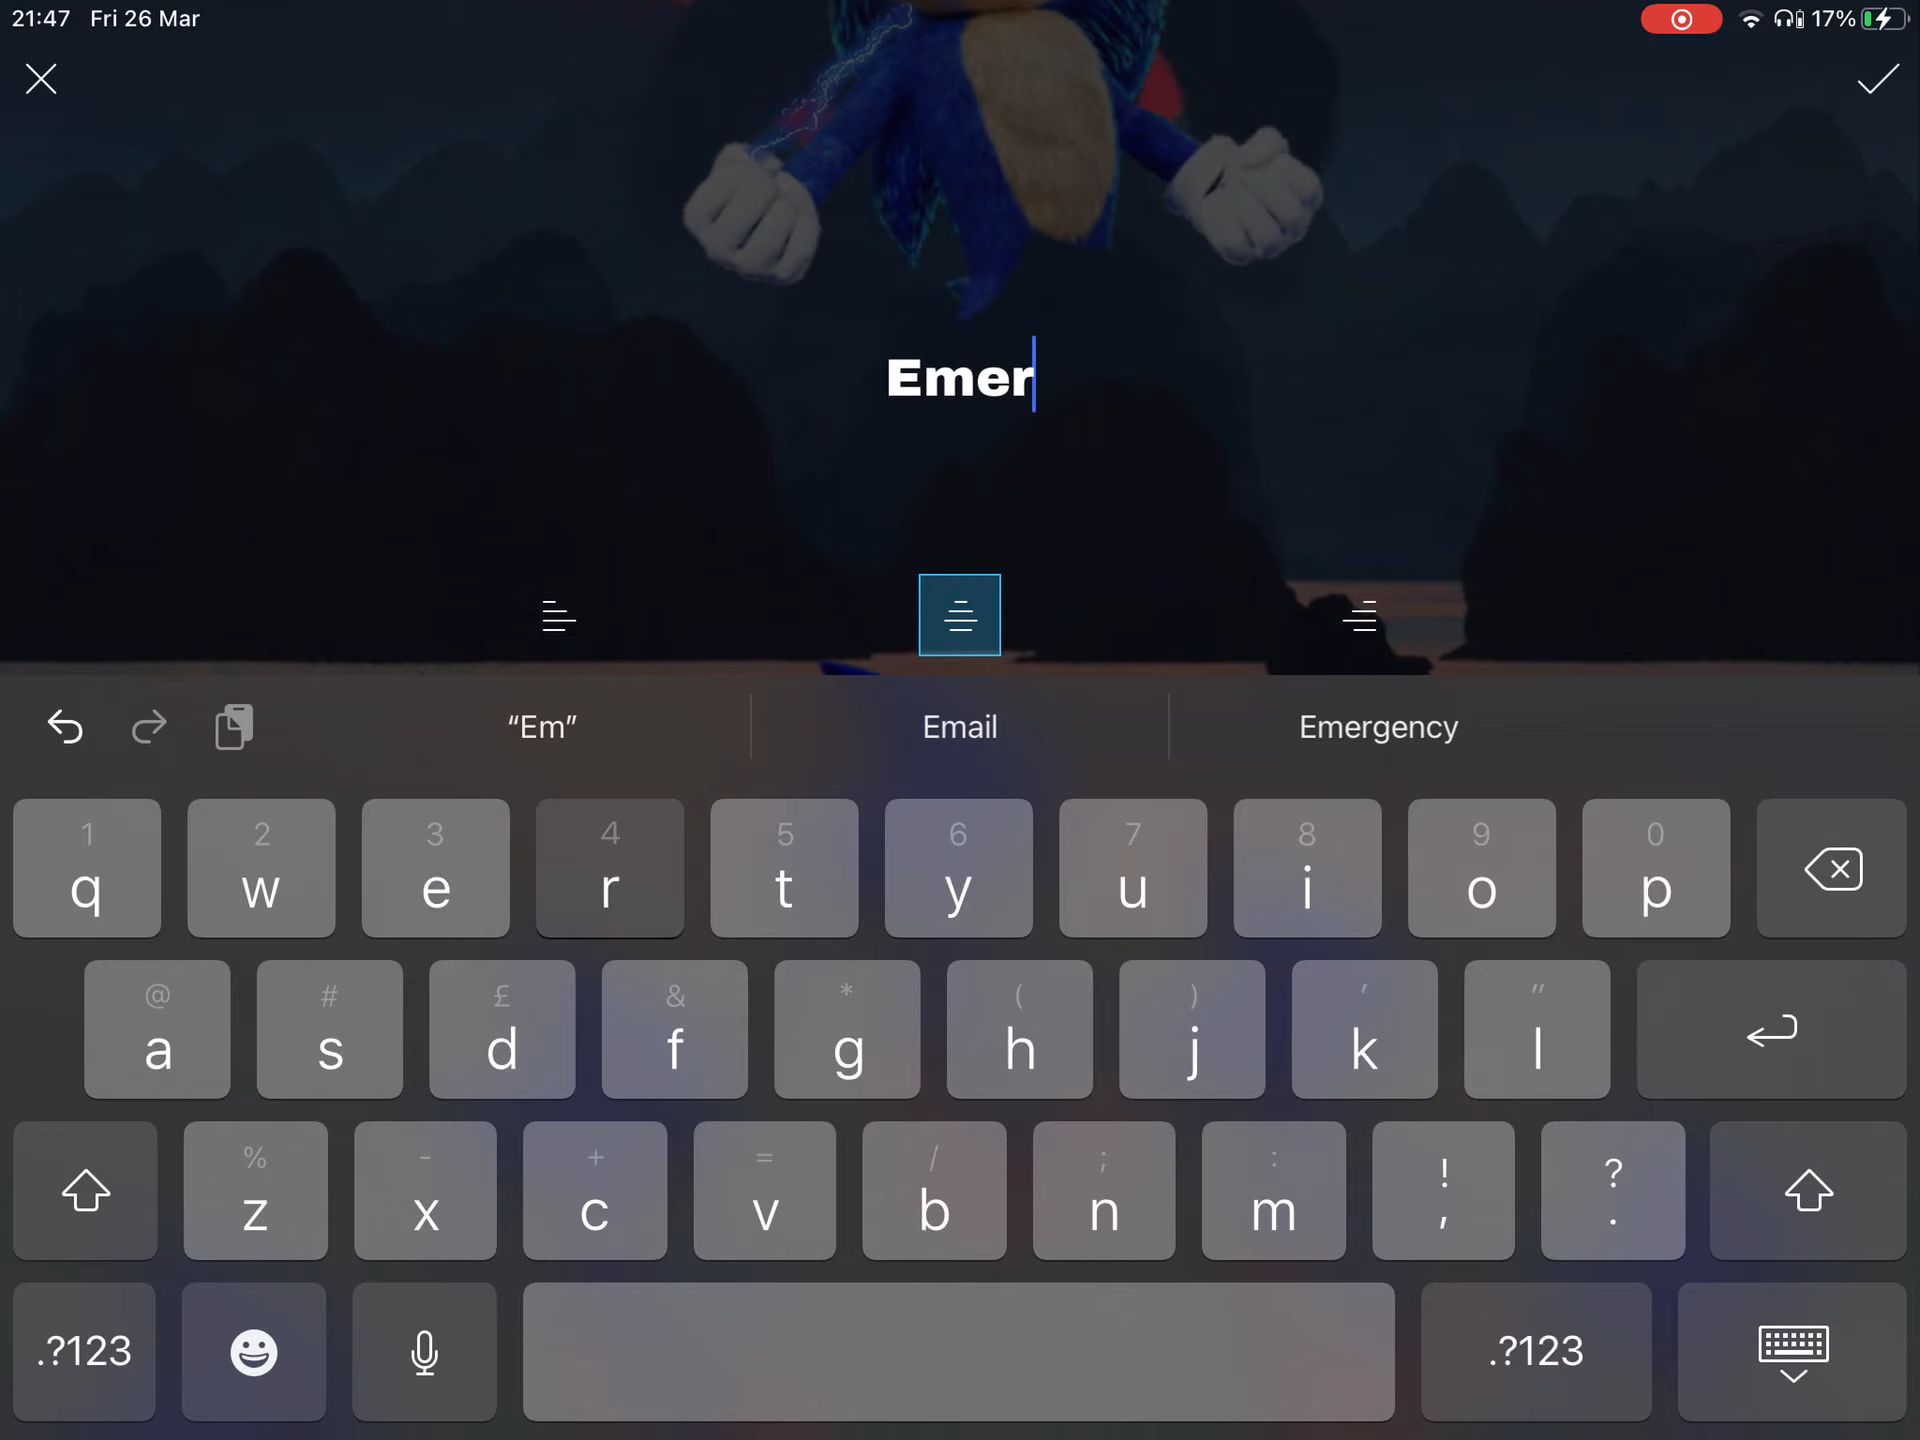 21:47 Fri 26 Mar 17%
Emer
“Em” Email Emergency
1 2 3 4 5 6 7 8 9 0
q w e r t y u i o p
@ # £ & * ( ) ' "
a s d f g h j k l
% - + = / ; : ! ?
z x c v b n m , .
.?123 .?123